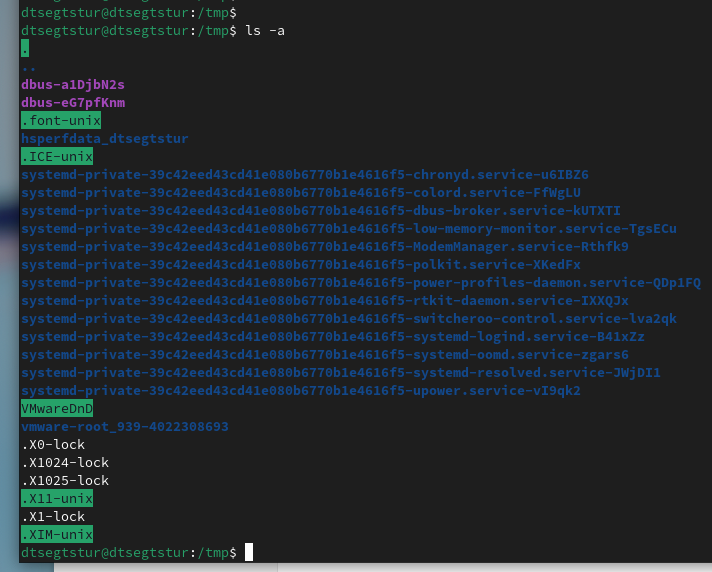 dtsegtstur@dtsegtstur:/tmp$
dtsegtstur@dtsegtstur:/tmp$ ls -a
.
..
dbus-a1DjbN2s
dbus-eG7pfKnm
.font-unix
hsperfdata_dtsegtstur
.ICE-unix
systemd-private-39c42eed43cd41e080b6770b1e4616f5-chronyd.service-u6IBZ6
systemd-private-39c42eed43cd41e080b6770b1e4616f5-colord.service-FfWgLU
systemd-private-39c42eed43cd41e080b6770b1e4616f5-dbus-broker.service-kUTXTI
systemd-private-39c42eed43cd41e080b6770b1e4616f5-low-memory-monitor.service-TgsECu
systemd-private-39c42eed43cd41e080b6770b1e4616f5-ModemManager.service-Rthfk9
systemd-private-39c42eed43cd41e080b6770b1e4616f5-polkit.service-XKedFx
systemd-private-39c42eed43cd41e080b6770b1e4616f5-power-profiles-daemon.service-QDp1FQ
systemd-private-39c42eed43cd41e080b6770b1e4616f5-rtkit-daemon.service-IXXQJx
systemd-private-39c42eed43cd41e080b6770b1e4616f5-switcheroo-control.service-lva2qk
systemd-private-39c42eed43cd41e080b6770b1e4616f5-systemd-logind.service-B41xZz
systemd-private-39c42eed43cd41e080b6770b1e4616f5-systemd-oomd.service-zgars6
systemd-private-39c42eed43cd41e080b6770b1e4616f5-systemd-resolved.service-JWjDI1
systemd-private-39c42eed43cd41e080b6770b1e4616f5-upower.service-vI9qk2
VMwareDnD
vmware-root_939-4022308693
.X0-lock
.X1024-lock
.X1025-lock
.X11-unix
.X1-lock
.XIM-unix
dtsegtstur@dtsegtstur:/tmp$